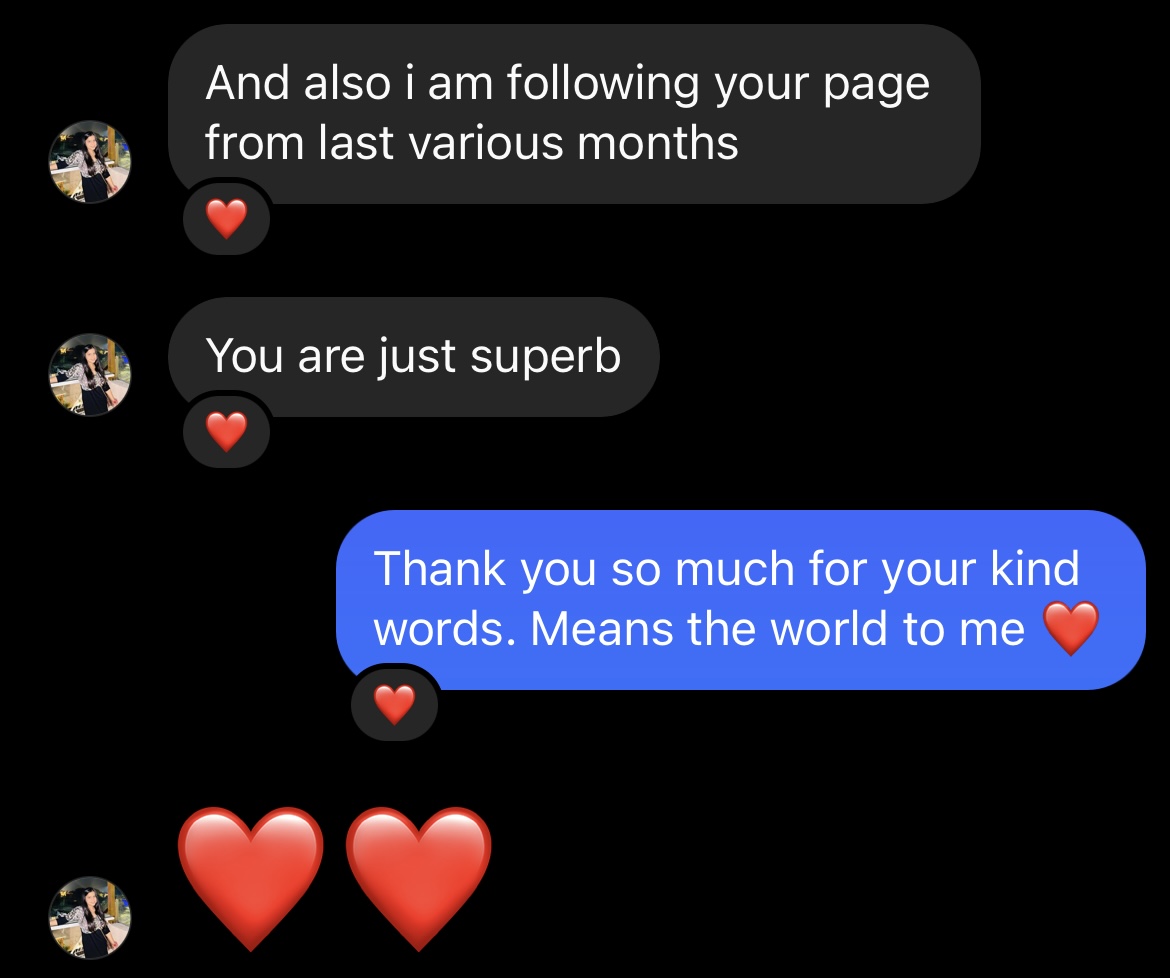 And also i am following your page
from last various months
You are just superb
Thank you so much for your kind
words. Means the world to me ❤️